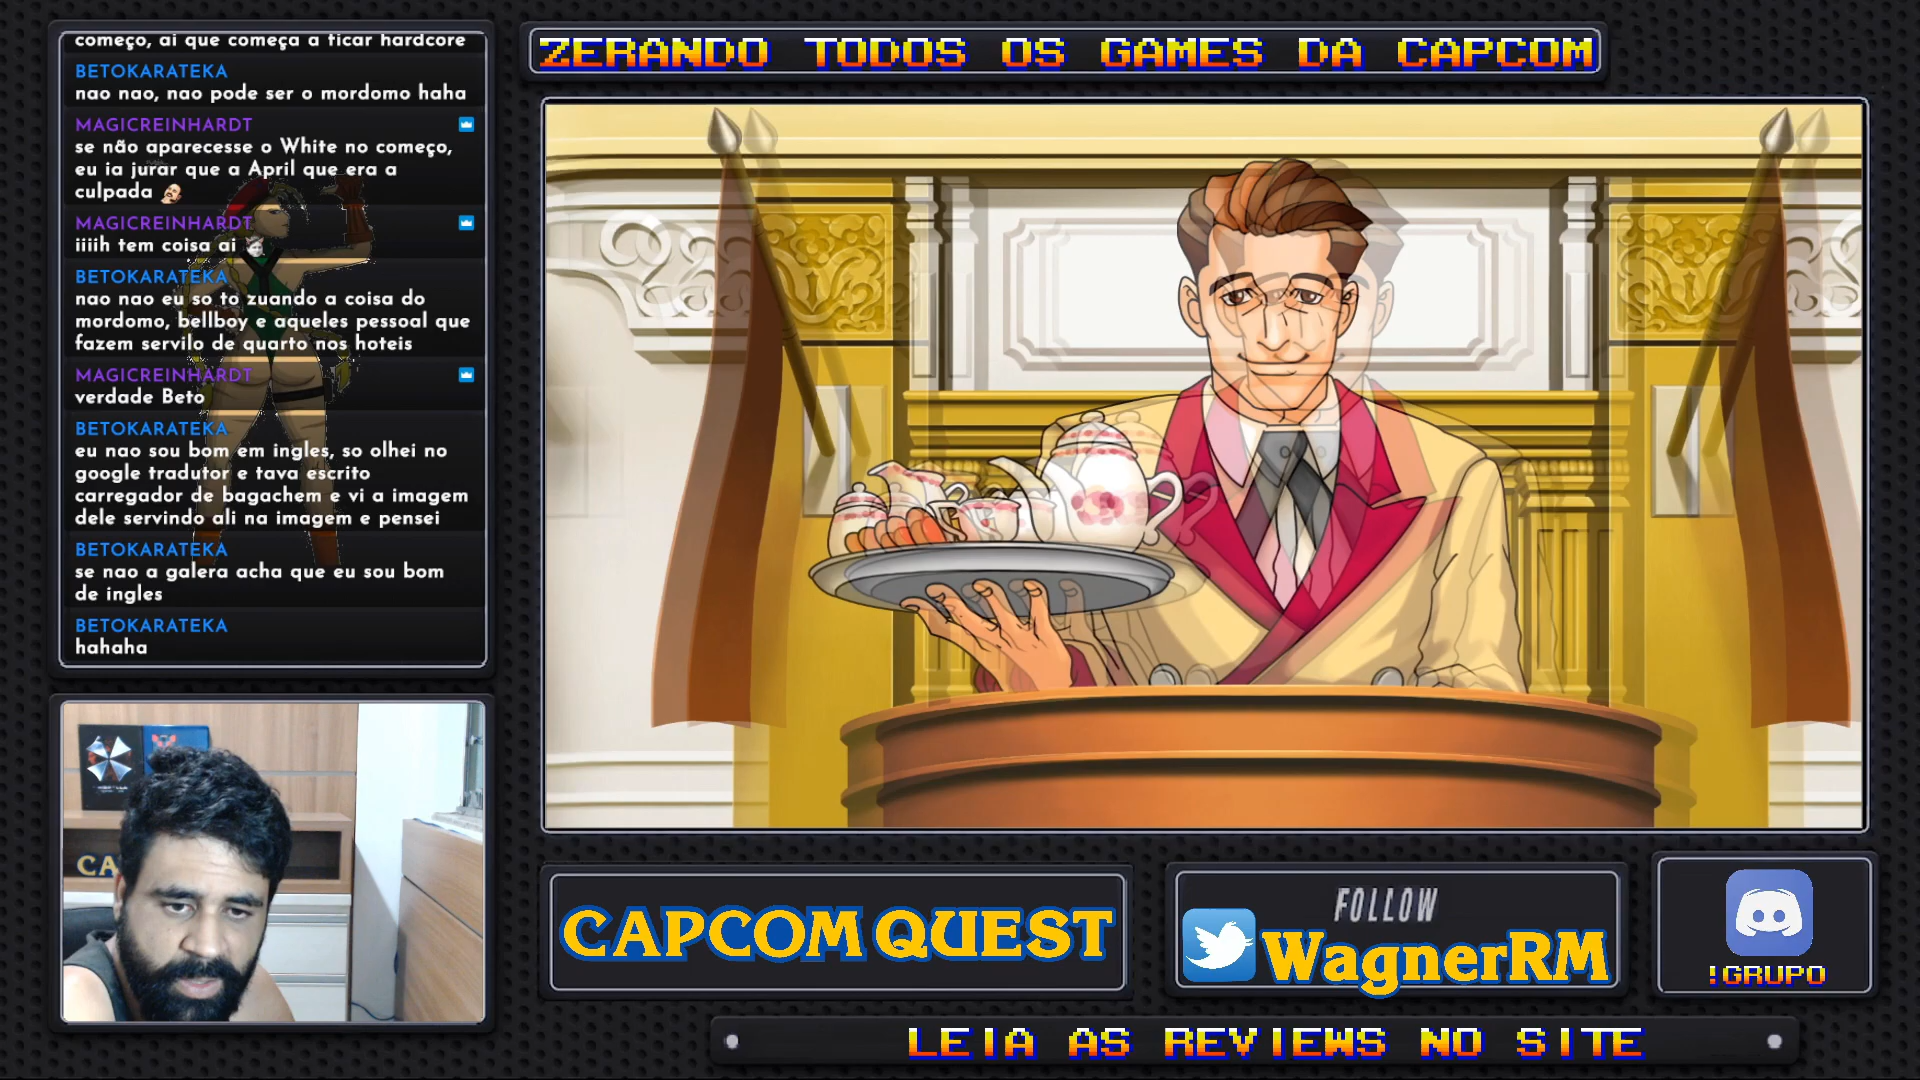 começo, ai que começa a ficar hardcore
BETOKARATEKA
nao nao, nao pode ser o mordomo haha
MAGICREINHARDT
se não aparecesse o White no começo,
eu ia jurar que a April que era a
culpada
MAGICREINHARDT
iiiih tem coisa ai
BETOKARATEKA
nao nao eu so to zuando a coisa do
mordomo, bellboy e aqueles pessoal que
fazem servilo de quarto nos hoteis
MAGICREINHARDT
verdade Beto
BETOKARATEKA
eu nao sou bom em ingles, so olhei no
google tradutor e tava escrito
carregador de bagachem e vi a imagem
dele servindo ali na imagem e pensei
BETOKARATEKA
se nao a galera acha que eu sou bom
de ingles
BETOKARATEKA
hahaha
ZERANDO TODOS OS GAMES DA CAPCOM
CA
CAPCOM QUEST
FOLLOW
WagnerRM
!GRUPO
LEIA AS REVIEWS NO SITE